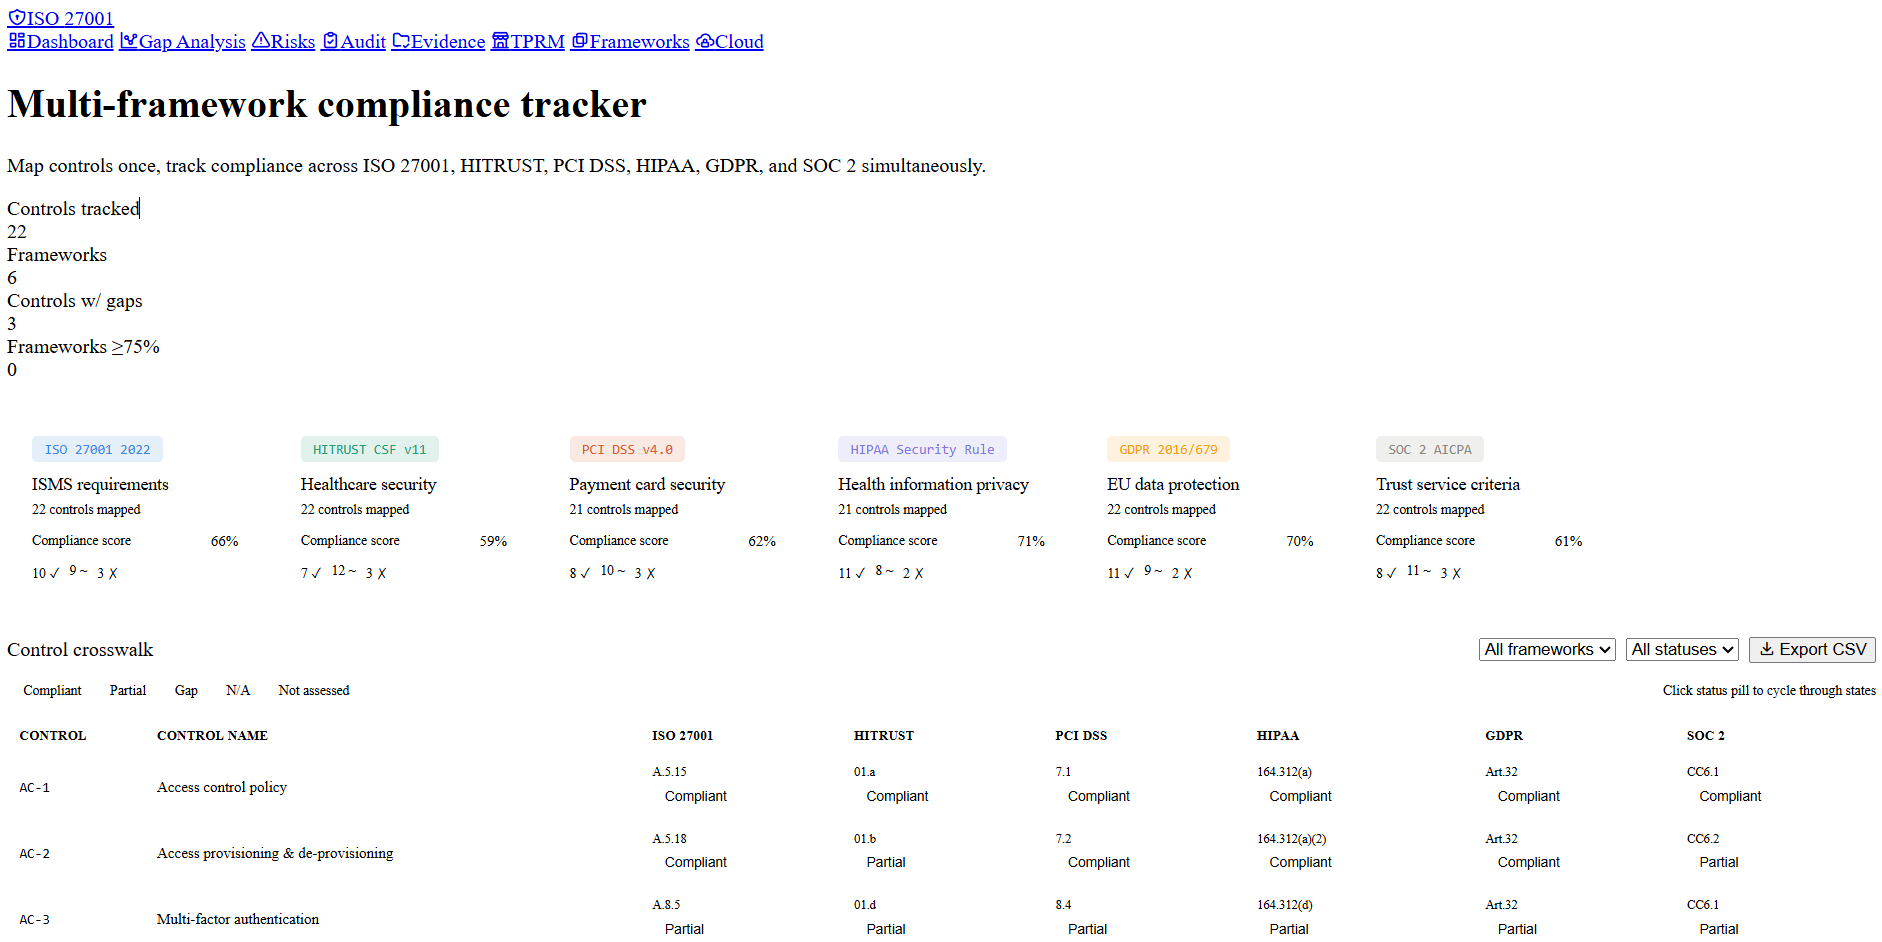 ISO 27001
Dashboard Gap Analysis Risks Audit Evidence TPRM Frameworks Cloud
Multi-framework compliance tracker
Map controls once, track compliance across ISO 27001, HITRUST, PCI DSS, HIPAA, GDPR, and SOC 2 simultaneously.
Controls tracked
22
Frameworks
6
Controls w/ gaps
3
Frameworks ≥75%
0
ISO 27001 2022 HITRUST CSF v11 PCI DSS v4.0 HIPAA Security Rule GDPR 2016/679 SOC 2 AICPA
ISMS requirements Healthcare security Payment card security Health information privacy EU data protection Trust service criteria
22 controls mapped 22 controls mapped 21 controls mapped 21 controls mapped 22 controls mapped 22 controls mapped
Compliance score 66% Compliance score 59% Compliance score 62% Compliance score 71% Compliance score 70% Compliance score 61%
10 ✓ 9 ~ 3 ✗ 7 ✓ 12 ~ 3 ✗ 8 ✓ 10 ~ 3 ✗ 11 ✓ 8 ~ 2 ✗ 11 ✓ 9 ~ 2 ✗ 8 ✓ 11 ~ 3 ✗
Control crosswalk All frameworks All statuses Export CSV
Compliant Partial Gap N/A Not assessed Click status pill to cycle through states
CONTROL CONTROL NAME ISO 27001 HITRUST PCI DSS HIPAA GDPR SOC 2
A.5.15 01.a 7.1 164.312(a) Art.32 CC6.1
AC-1 Access control policy
Compliant Compliant Compliant Compliant Compliant Compliant
A.5.18 01.b 7.2 164.312(a)(2) Art.32 CC6.2
AC-2 Access provisioning & de-provisioning
Compliant Partial Compliant Compliant Compliant Partial
A.8.5 01.d 8.4 164.312(d) Art.32 CC6.1
AC-3 Multi-factor authentication
Partial Partial Partial Partial Partial Partial